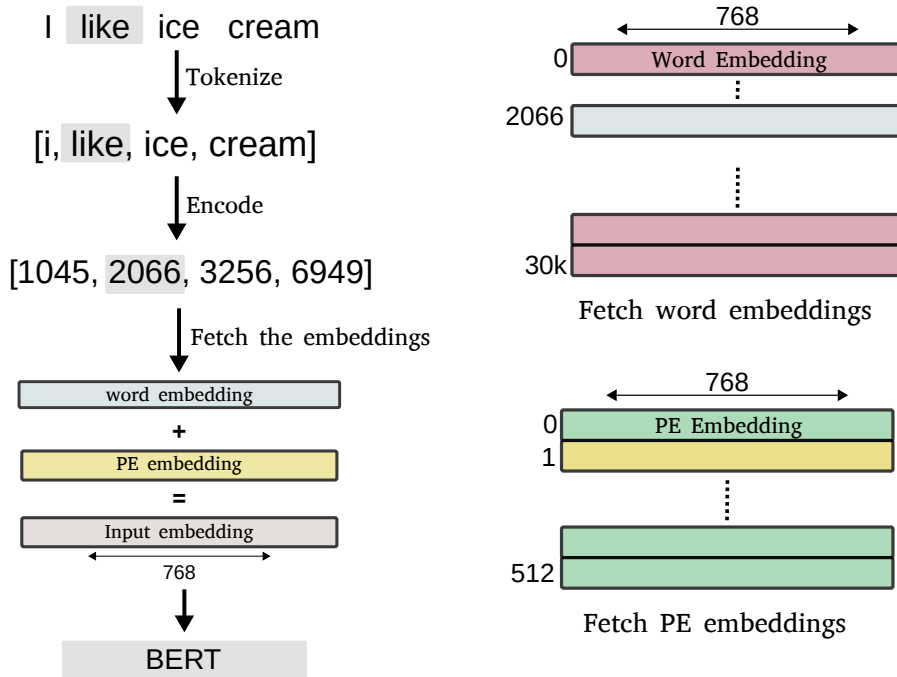 I like ice cream
Tokenize
[i, like, ice, cream]
Encode
[1045, 2066, 3256, 6949]
Fetch the embeddings
word embedding
+
PE embedding
=
Input embedding
768
BERT
768
0 Word Embedding
2066
30k
Fetch word embeddings
768
0 PE Embedding
1
512
Fetch PE embeddings